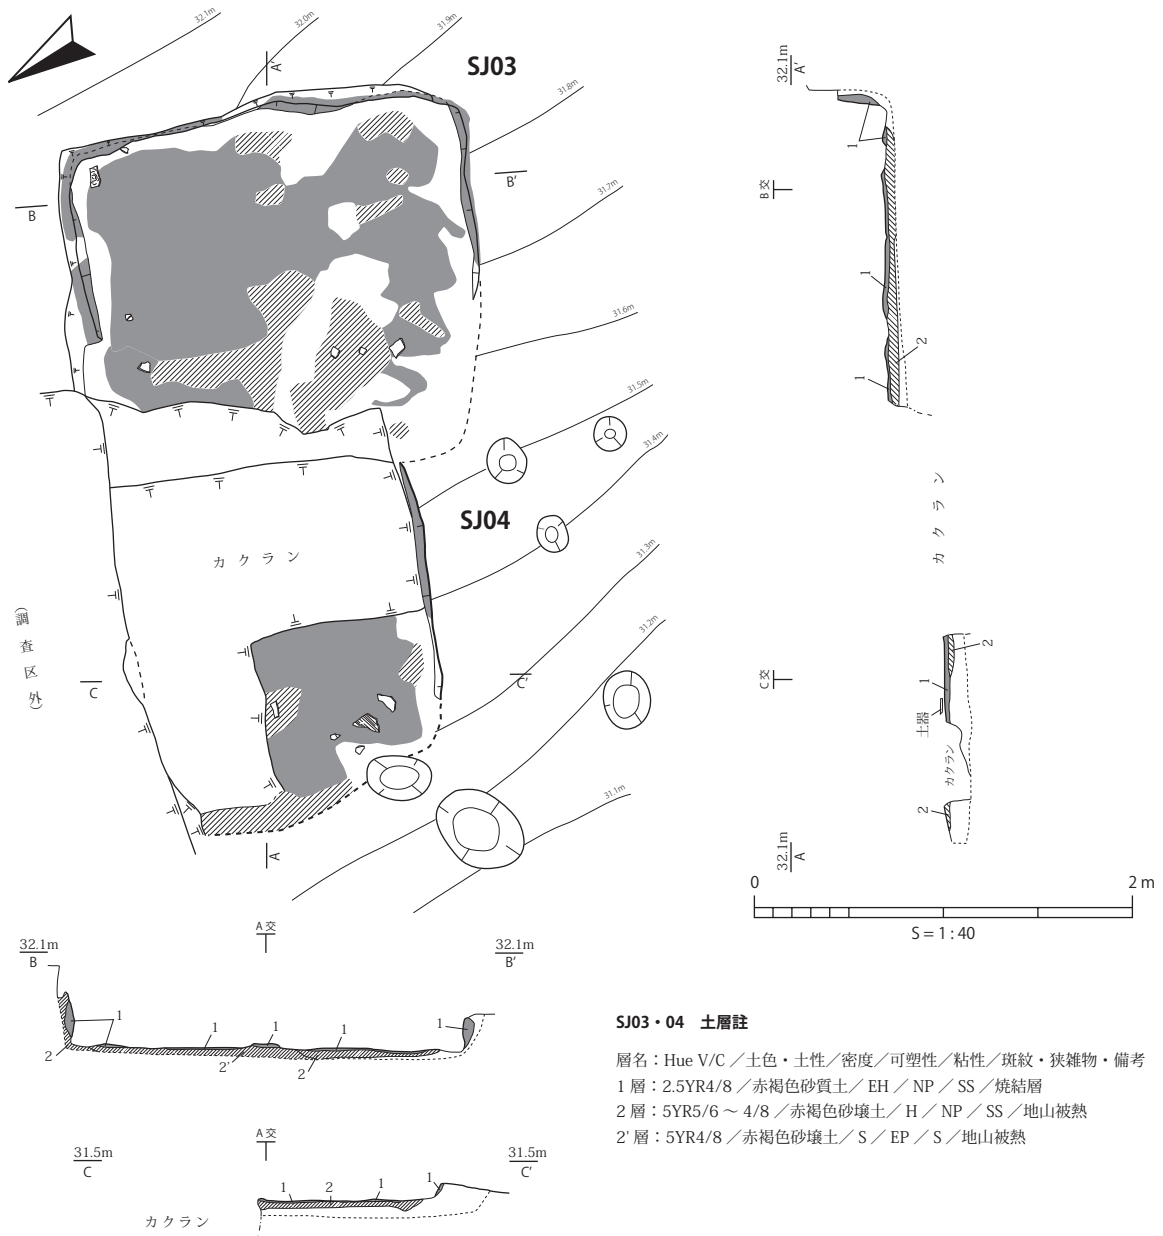 32.1m
32.0m
31.9m
A'
SJ03
31.8m
B
B'
31.7m
31.6m
31.5m
31.4m
SJ04
カクラン
31.3m
(調査区外)
31.2m
C
C'
31.1m
A
32.1m
A'
1
B交
1
2
1
カクラン
2
C交
1
土器
カクラン
2
32.1m
A
0
2 m
S = 1 : 40
A交
32.1m
B
32.1m
B'
1
1
1
1
1
2
2'
2
A交
31.5m
C
31.5m
C'
1
2
1
1
カクラン
SJ03・04 土層註
層名：Hue V/C／土色・土性／密度／可塑性／粘性／斑紋・狭雑物・備考
1 層：2.5YR4/8／赤褐色砂質土／EH／NP／SS／焼結層
2 層：5YR5/6 ～ 4/8／赤褐色砂壌土／H／NP／SS／地山被熱
2' 層：5YR4/8／赤褐色砂壌土／S／EP／S／地山被熱